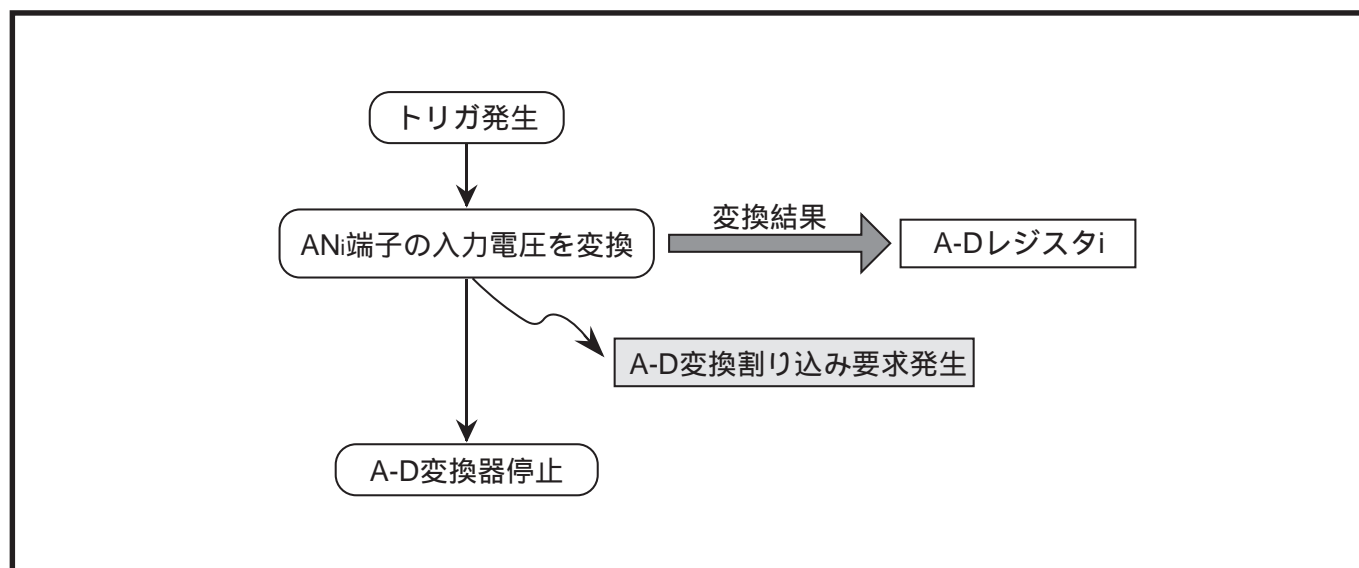 トリガ発生
ANi端子の入力電圧を変換
変換結果
A-Dレジスタi
A-D変換割り込み要求発生
A-D変換器停止